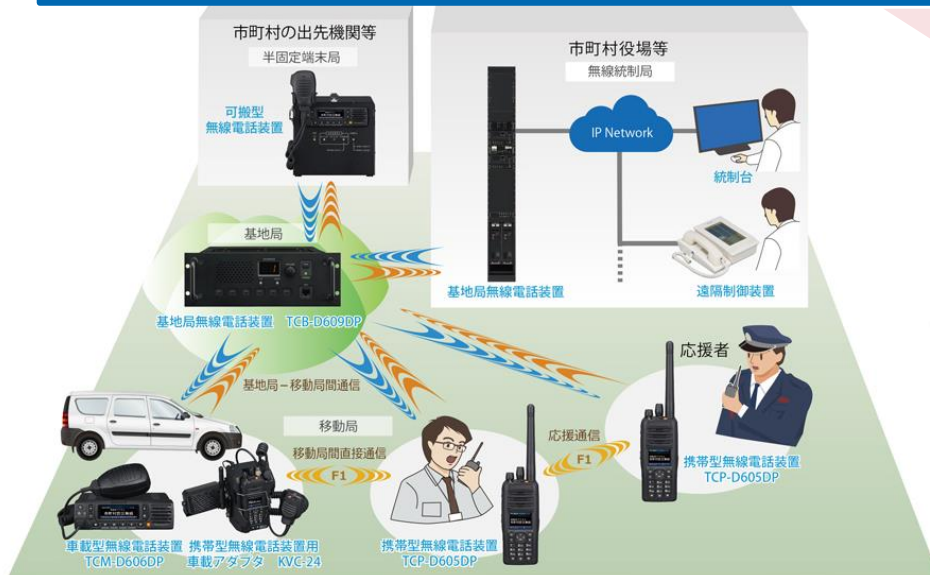 市町村の出先機関等
半固定端末局
可搬型
無線電話装置
市町村役場等
無線統制局
IP Network
統制台
基地局無線電話装置
遠隔制御装置
基地局
基地局無線電話装置 TCB-D609DP
基地局－移動局間通信
移動局
移動局間直接通信
F1
応援通信
F1
応援者
携帯型無線電話装置
TCP-D605DP
車載型無線電話装置
TCM-D606DP
携帯型無線電話装置用
車載アダプタ KVC-24
携帯型無線電話装置
TCP-D605DP